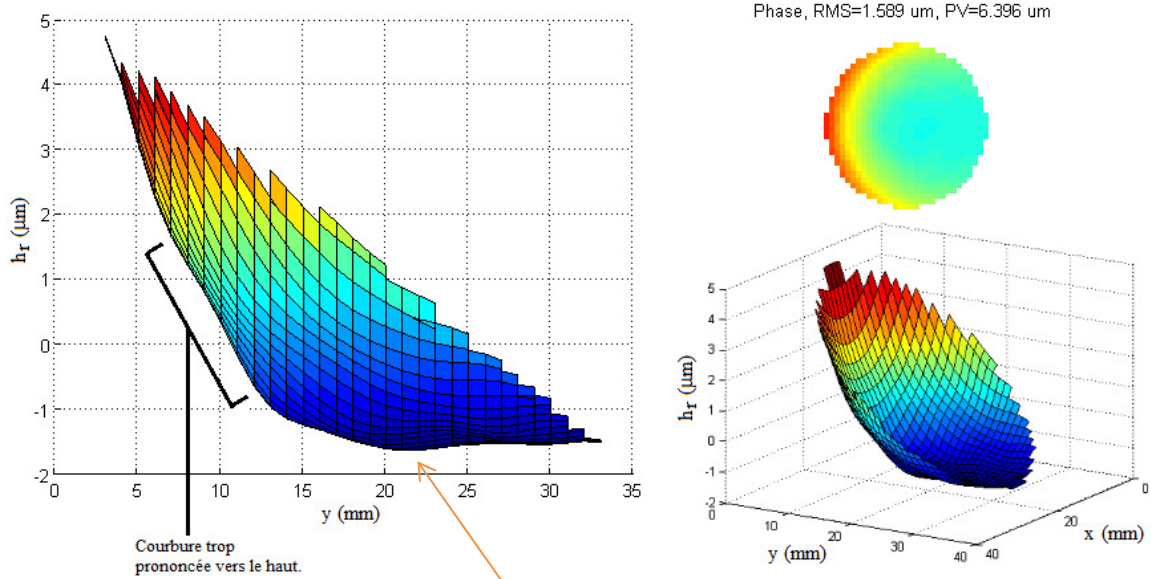 Phase, RMS=1.589 um, PV=6.396 um
5
4
3
2
1
0
-1
-2
hr (μm)
0 5 10 15 20 25 30 35
y (mm)
Courbure trop
prononcée vers le haut.
5
4
3
2
1
0
-1
-2
hr (μm)
0 10 20 30 40
y (mm)
40 20 0
x (mm)